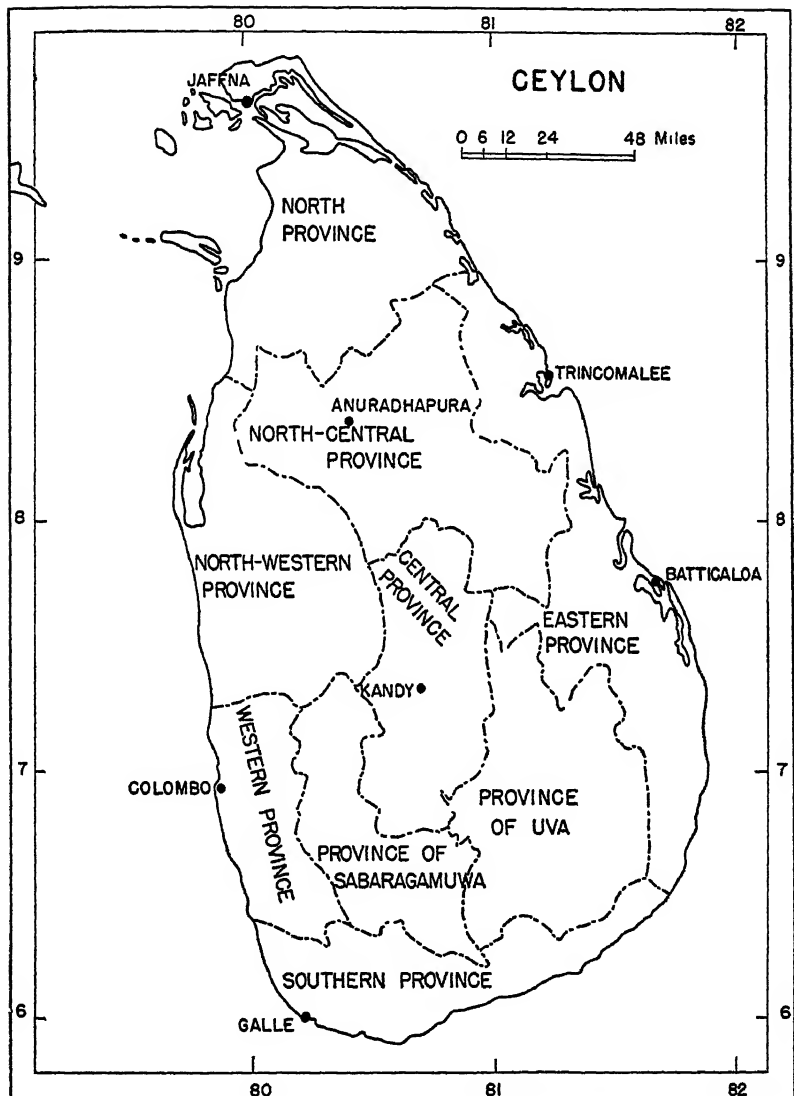 80 81 82
JAFFNA
CEYLON
0 6 12 24 48 Miles
NORTH
PROVINCE
9 9
TRINCOMALEE
ANURADHAPURA
NORTH-CENTRAL
PROVINCE
8 8
NORTH-WESTERN
PROVINCE
CENTRAL
PROVINCE
BATTICALOA
EASTERN
PROVINCE
KANDY
WESTERN PROVINCE
7 7
COLOMBO
PROVINCE
OF UVA
PROVINCE OF
SABARAGAMUWA
SOUTHERN PROVINCE
6 6
GALLE
80 81 82